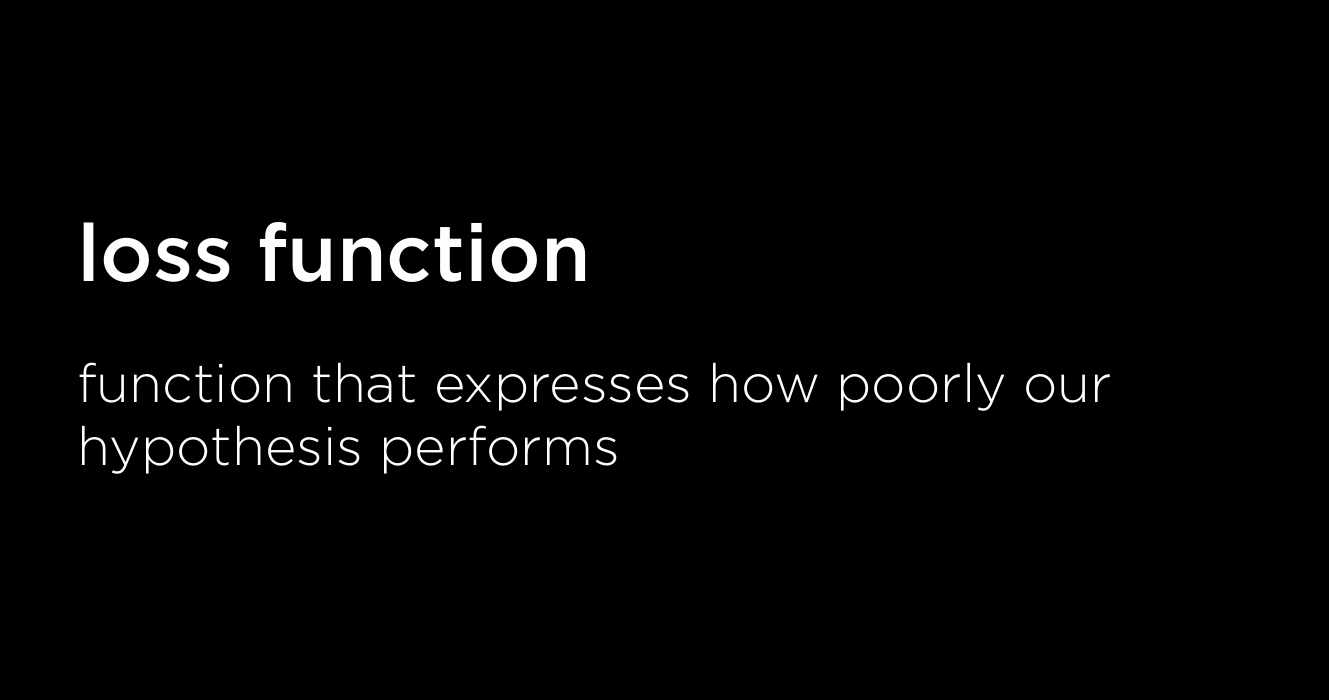 loss function
function that expresses how poorly our
hypothesis performs